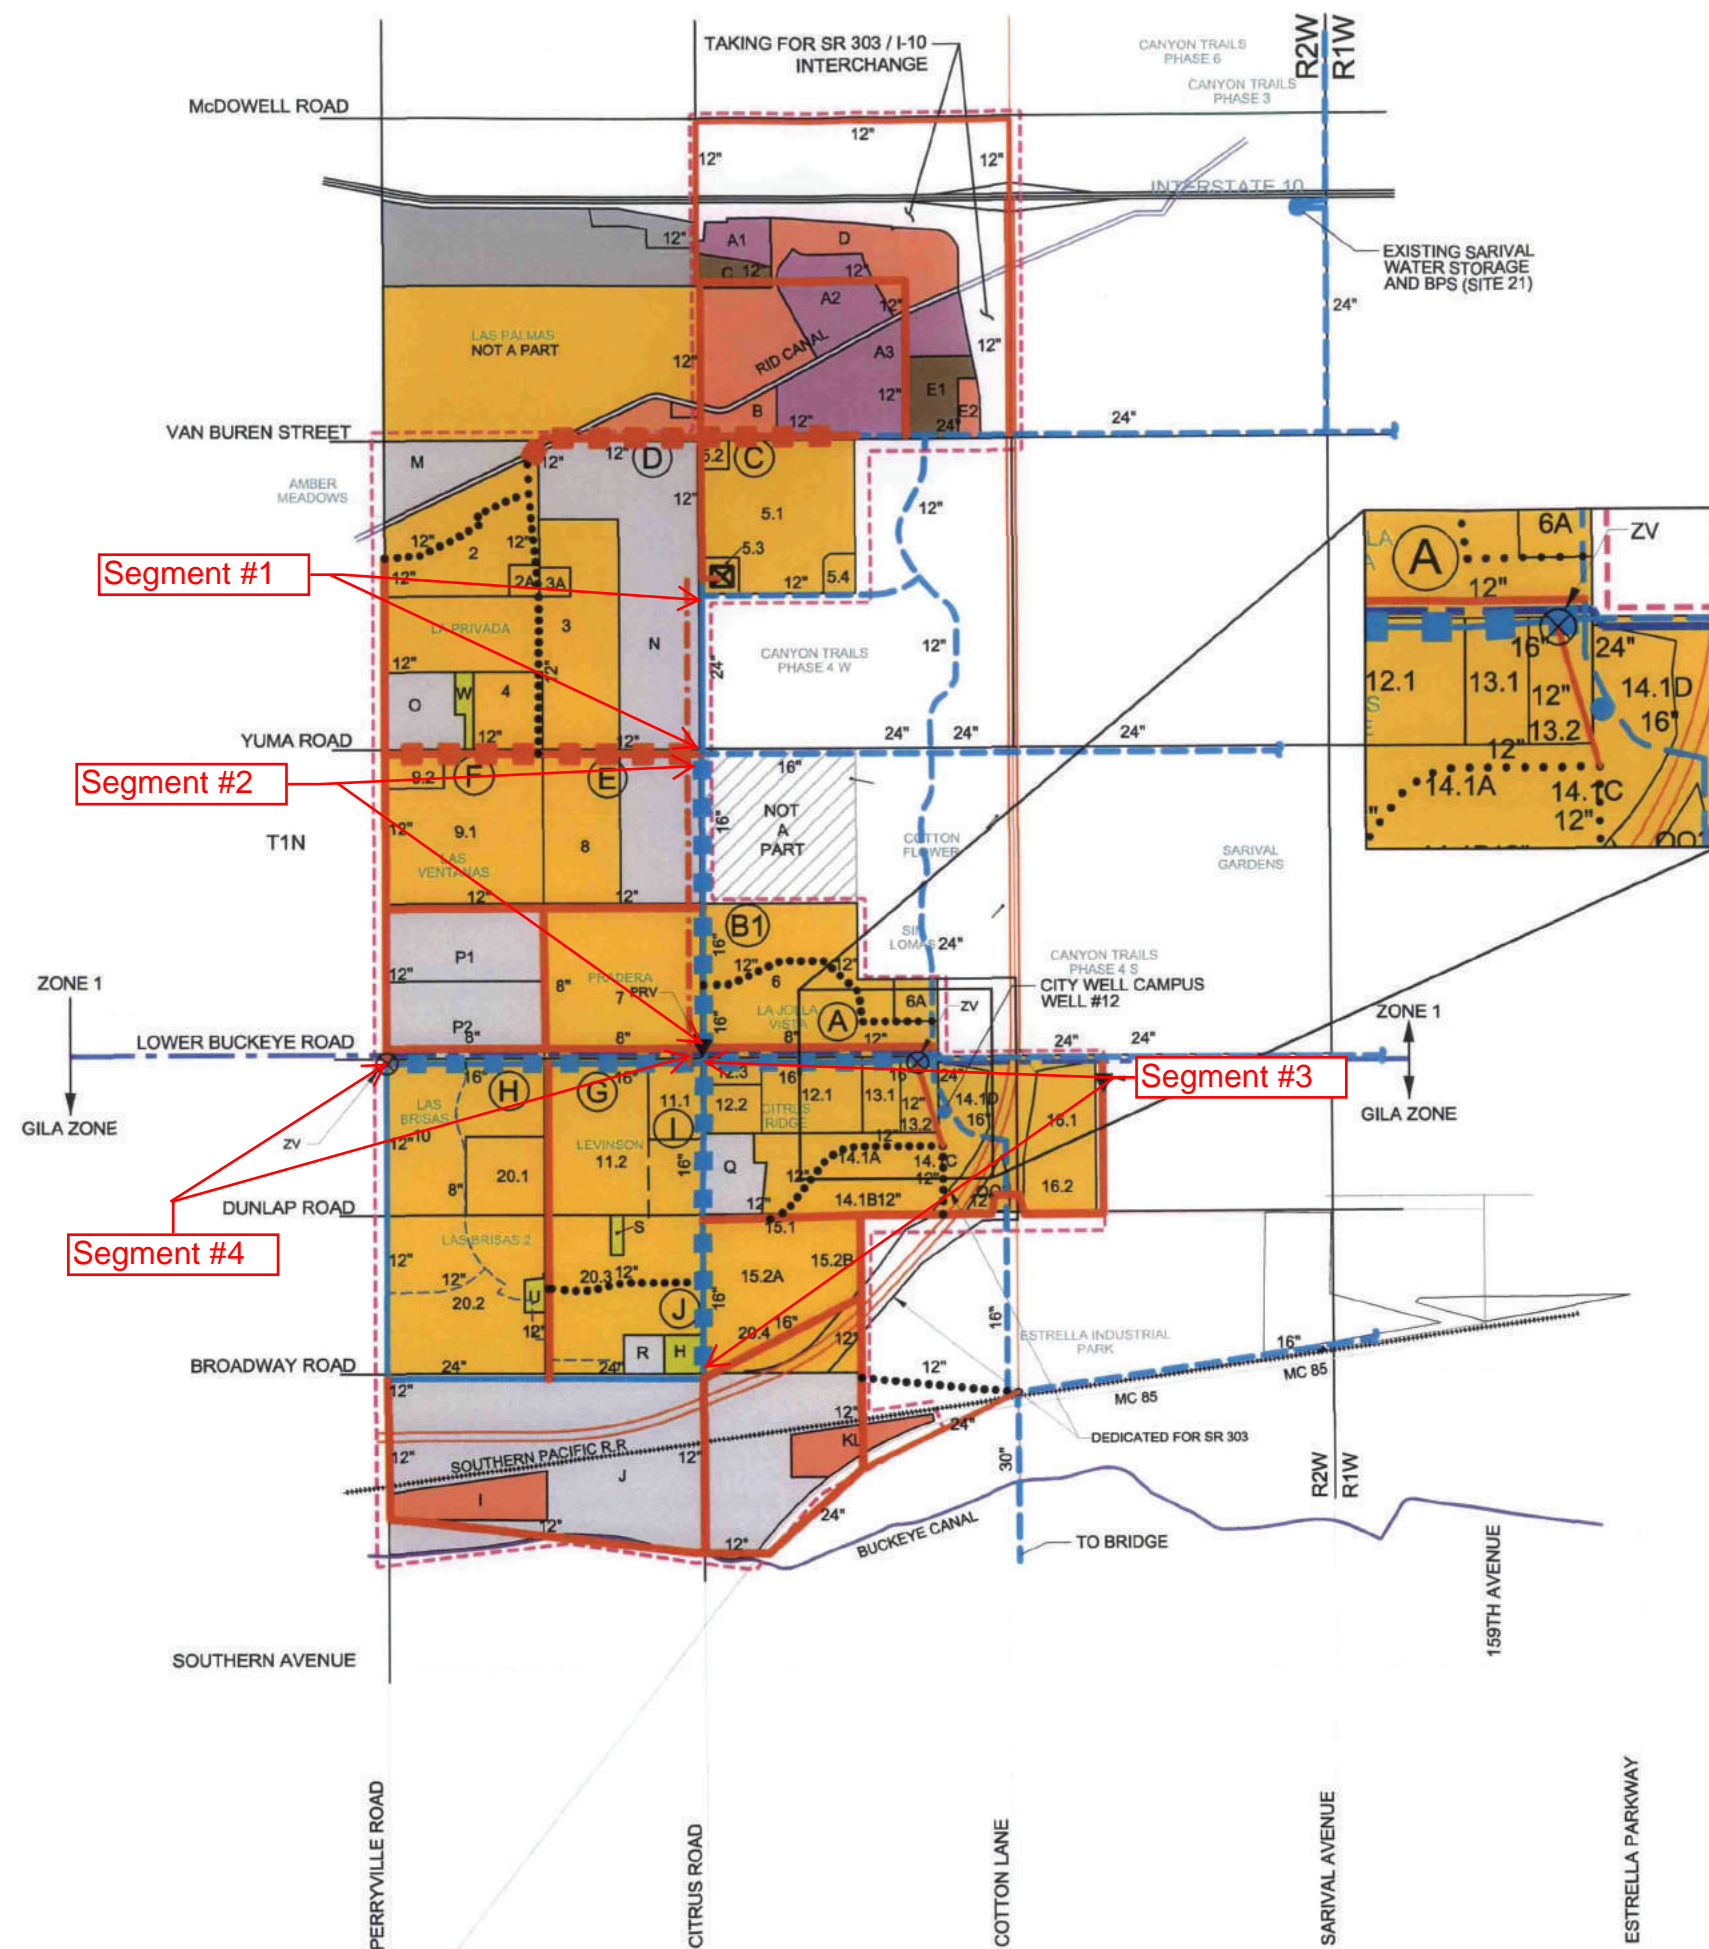 TAKING FOR SR 303 / I-10
INTERCHANGE
CANYON TRAILS
PHASE 6
CANYON TRAILS
PHASE 3
R2W
R1W
McDOWELL ROAD
12"
12"
12"
INTERSTATE 10
EXISTING SARIVAL
WATER STORAGE
AND BPS (SITE 21)
24"
12"
A1
D
C
12"
12"
A2
12"
LAS PALMAS
NOT A PART
12"
RID CANAL
A3
12"
12"
E1
E2
B
12"
24"
24"
VAN BUREN STREET
M
12"
12"
D
5.2
C
AMBER
MEADOWS
12"
12"
5.1
12"
12"
2
12"
5.3
12"
2A
3A
12"
5.4
Segment #1
LA PRIVADA
3
N
CANYON TRAILS
PHASE 4 W
12"
24"
12"
12"
O
W
4
YUMA ROAD
12"
12"
24"
24"
24"
Segment #2
9.2
F
E
16"
NOT
A
PART
16"
T1N
12"
9.1
LAS
VENTANAS
8
COTTON
FLOWER
SARIVAL
GARDENS
12"
12"
B1
P1
16"
12"
12"
6
12"
24"
CANYON TRAILS
PHASE 4 S
CITY WELL CAMPUS
WELL #12
8"
PRADERA
7
PRV
16"
LA JOLLA
VISTA
A
6A
ZV
ZONE 1
P2
8"
8"
8"
12"
24"
24"
ZONE 1
LOWER BUCKEYE ROAD
GILA ZONE
GILA ZONE
Segment #3
16"
H
16"
G
12.3
16"
16
24"
LAS
BRISAS
10
12"
ZV
11.1
12.2
CITRUS
RIDGE
12.1
13.1
12"
13.2
14.1D
16"
15.1
I
LEVINSON
11.2
16"
Q
12"
14.1A
14.1C
12"
12"
20.1
8"
12"
14.1B
12"
12"
16.2
DUNLAP ROAD
Segment #4
LAS BRISAS 2
S
15.1
15.2B
12"
12"
20.2
20.3
12"
15.2A
16"
U
12"
J
20.4
16"
12"
16"
ESTRELLA INDUSTRIAL
PARK
16"
BROADWAY ROAD
24"
24"
R
H
12"
MC 85
MC 85
12"
12"
SOUTHERN PACIFIC R.R
12"
J
12"
KL
24"
DEDICATED FOR SR 303
30"
I
12"
12"
24"
BUCKEYE CANAL
TO BRIDGE
R2W
R1W
SOUTHERN AVENUE
159TH AVENUE
PERRYVILLE ROAD
CITRUS ROAD
COTTON LANE
SARIVAL AVENUE
ESTRELLA PARKWAY
A
6A
ZV
12"
16"
24"
12.1
13.1
12"
13.2
14.1D
16"
12"
14.1A
14.1C
12"